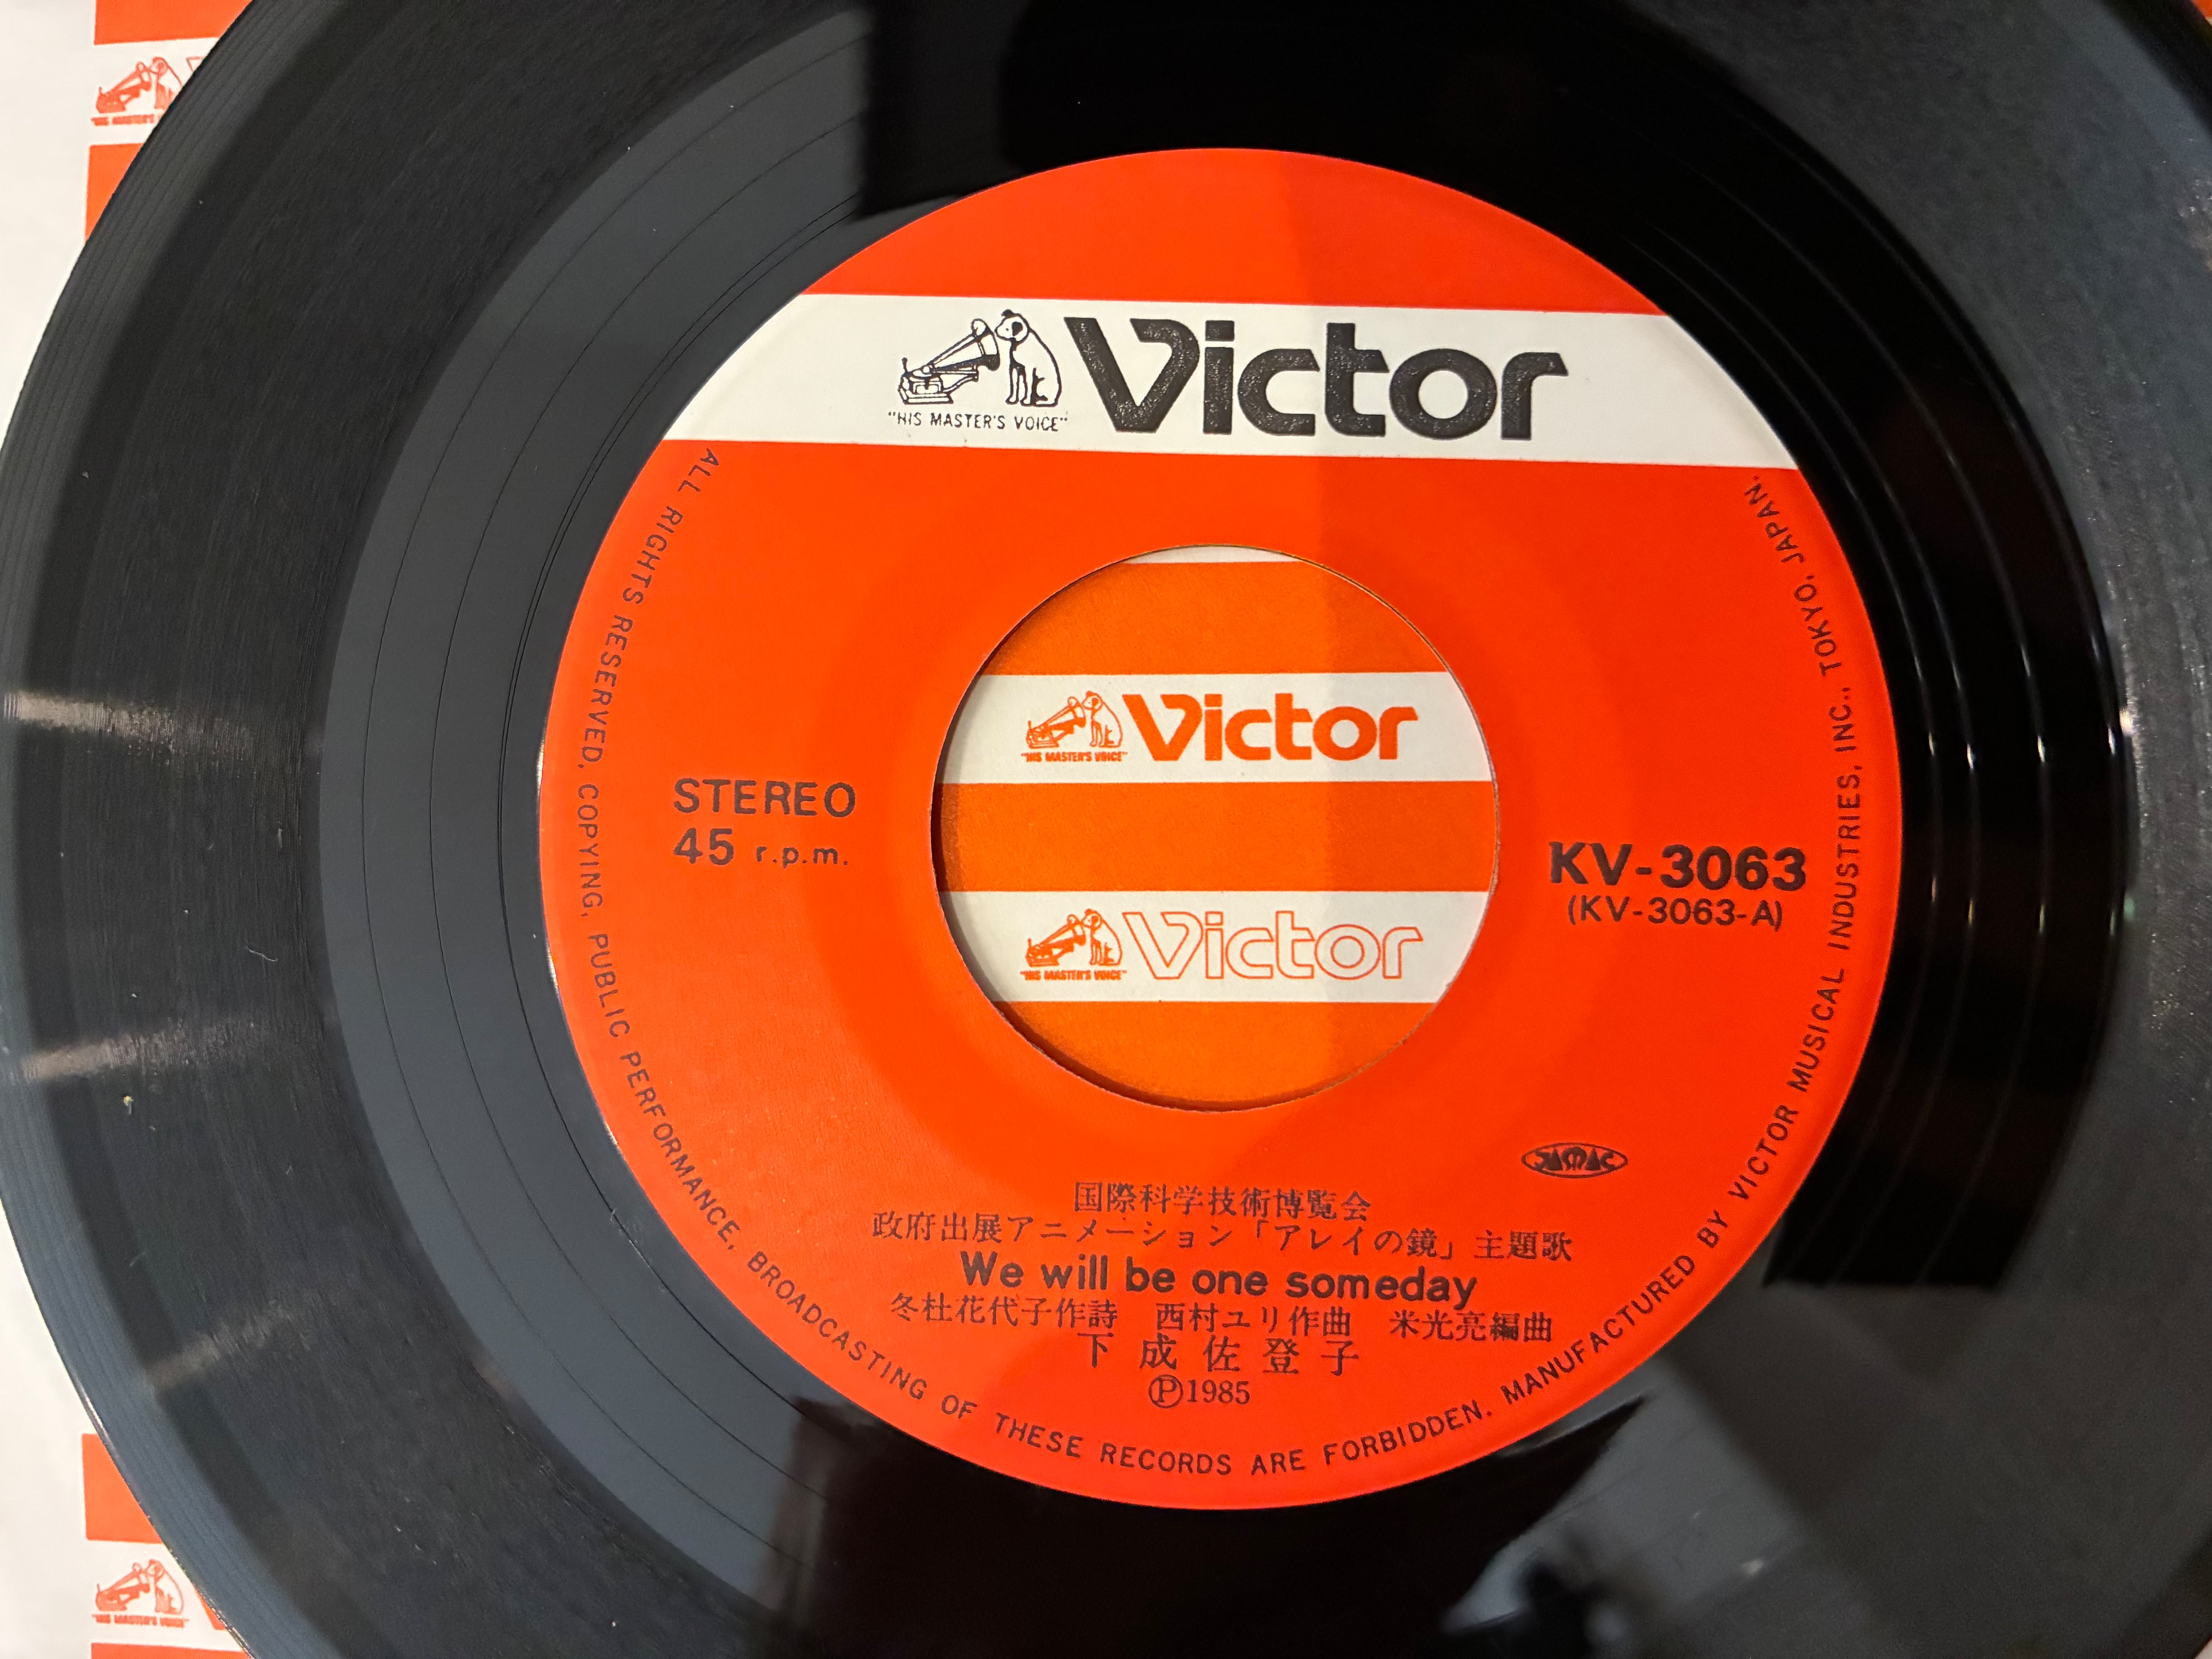 "HIS MASTER'S VOICE" Victor
ALL RIGHTS RESERVED, COPYING, PUBLIC PERFORMANCE, BROADCASTING OF THESE RECORDS ARE FORBIDDEN. MANUFACTURED BY VICTOR MUSICAL INDUSTRIES, INC., TOKYO, JAPAN.
"HIS MASTER'S VOICE" Victor
STEREO
45 r.p.m.
KV-3063
(KV-3063-A)
"HIS MASTER'S VOICE" Victor
国際科学技術博覧会
政府出展アニメーション「アレイの鏡」主題歌
We will be one someday
冬杜花代子作詩 西村ユリ作曲 米光亮編曲
下成佐登子
Ⓟ1985
"HIS MASTER'S VOICE"